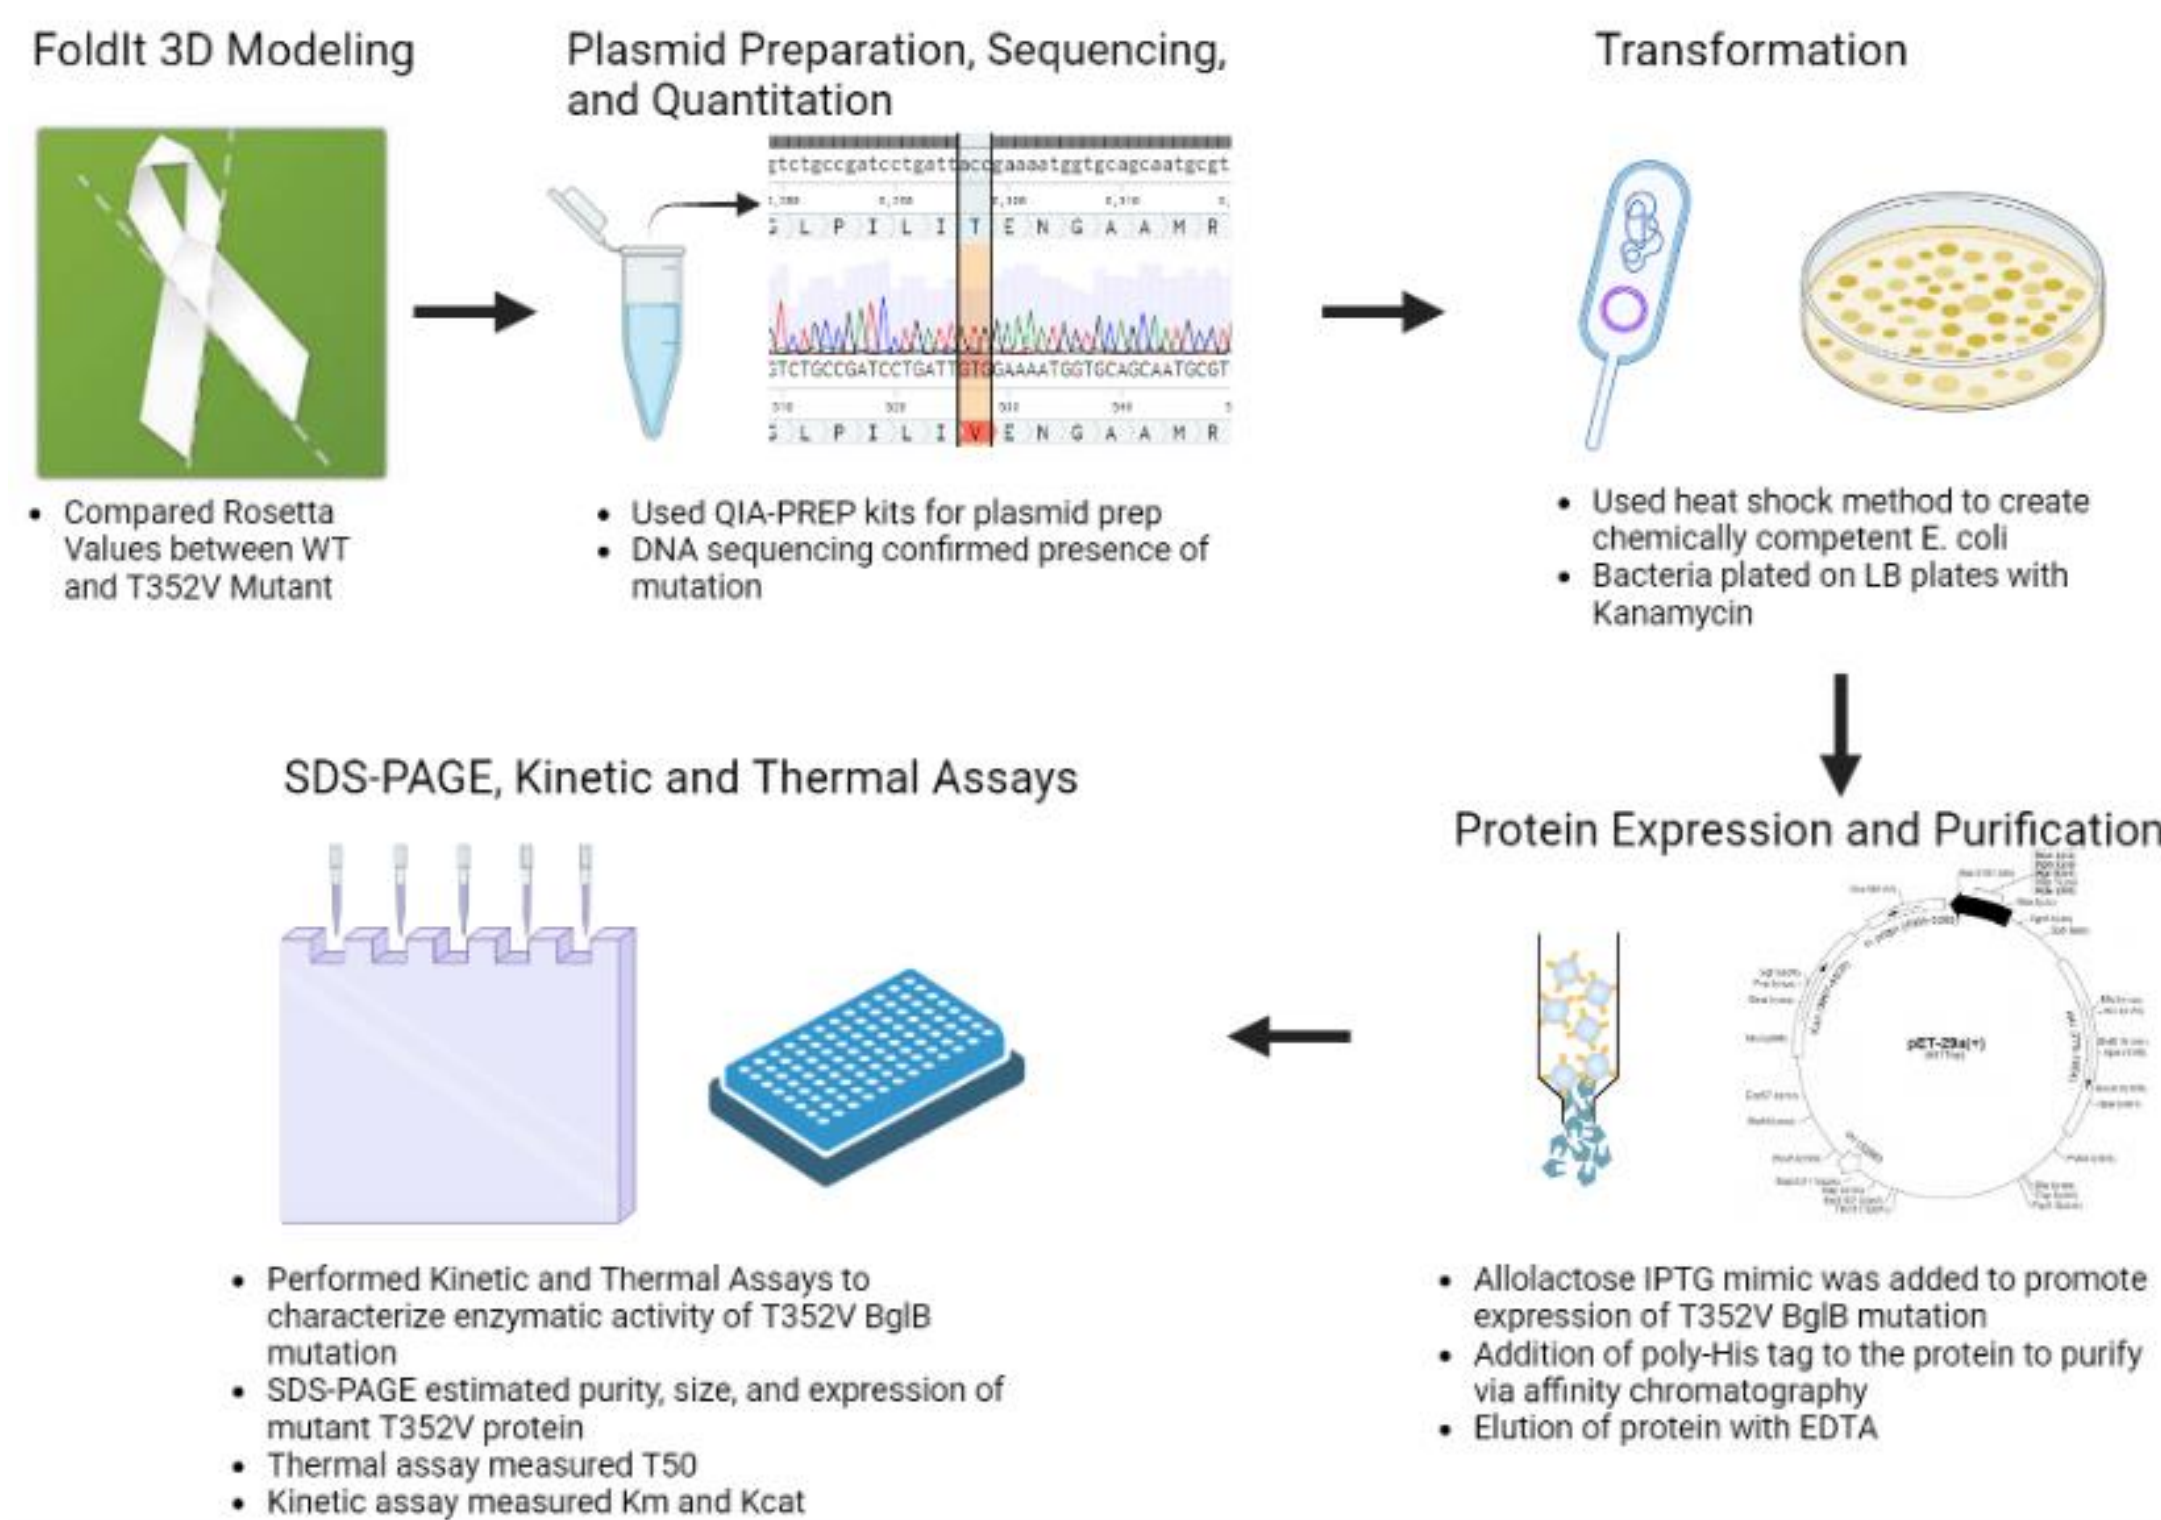 FoldIt 3D Modeling
• Compared Rosetta
Values between WT
and T352V Mutant
Plasmid Preparation, Sequencing,
and Quantitation
gtctgccgatcctgattaccgaaaatggtgcagcaatgcgt
G L P I L I T E N G A A M R
GTCTGCCGATCCTGATTGTGGAAAATGGTGCAGCAATGCGT
510 520 530 540
G L P I L I V E N G A A M R
• Used QIA-PREP kits for plasmid prep
• DNA sequencing confirmed presence of
mutation
Transformation
• Used heat shock method to create
chemically competent E. coli
• Bacteria plated on LB plates with
Kanamycin
Protein Expression and Purification
pET-29a(+)
• Allolactose IPTG mimic was added to promote
expression of T352V BglB mutation
• Addition of poly-His tag to the protein to purify
via affinity chromatography
• Elution of protein with EDTA
SDS-PAGE, Kinetic and Thermal Assays
• Performed Kinetic and Thermal Assays to
characterize enzymatic activity of T352V BglB
mutation
• SDS-PAGE estimated purity, size, and expression of
mutant T352V protein
• Thermal assay measured T50
• Kinetic assay measured Km and Kcat